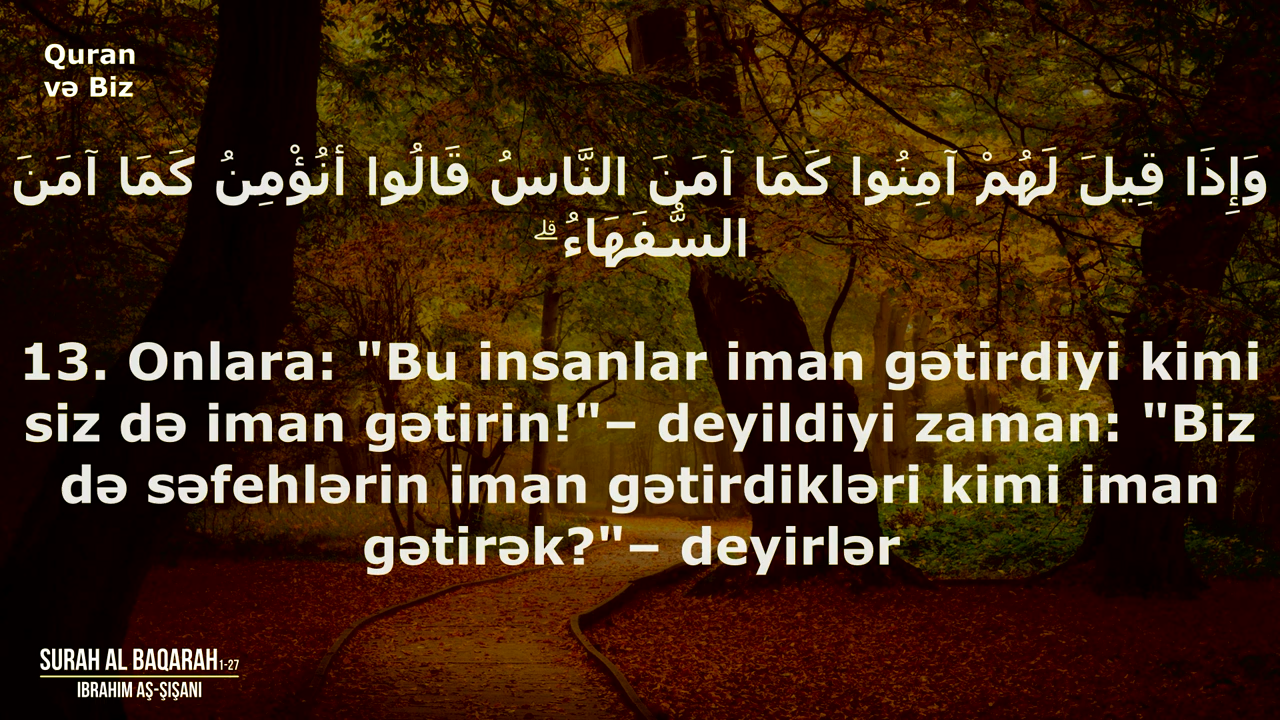 Quran
və Biz
وَإِذَا قِيلَ لَهُمْ آمِنُوا كَمَا آمَنَ النَّاسُ قَالُوا أَنُؤْمِنُ كَمَا آمَنَ
السُّفَهَاءُ ۗ
13. Onlara: "Bu insanlar iman gətirdiyi kimi
siz də iman gətirin!"– deyildiyi zaman: "Biz
də səfehlərin iman gətirdikləri kimi iman
gətirək?"– deyirlər
SURAH AL BAQARAH 1-27
IBRAHIM AŞ-ŞIŞANI